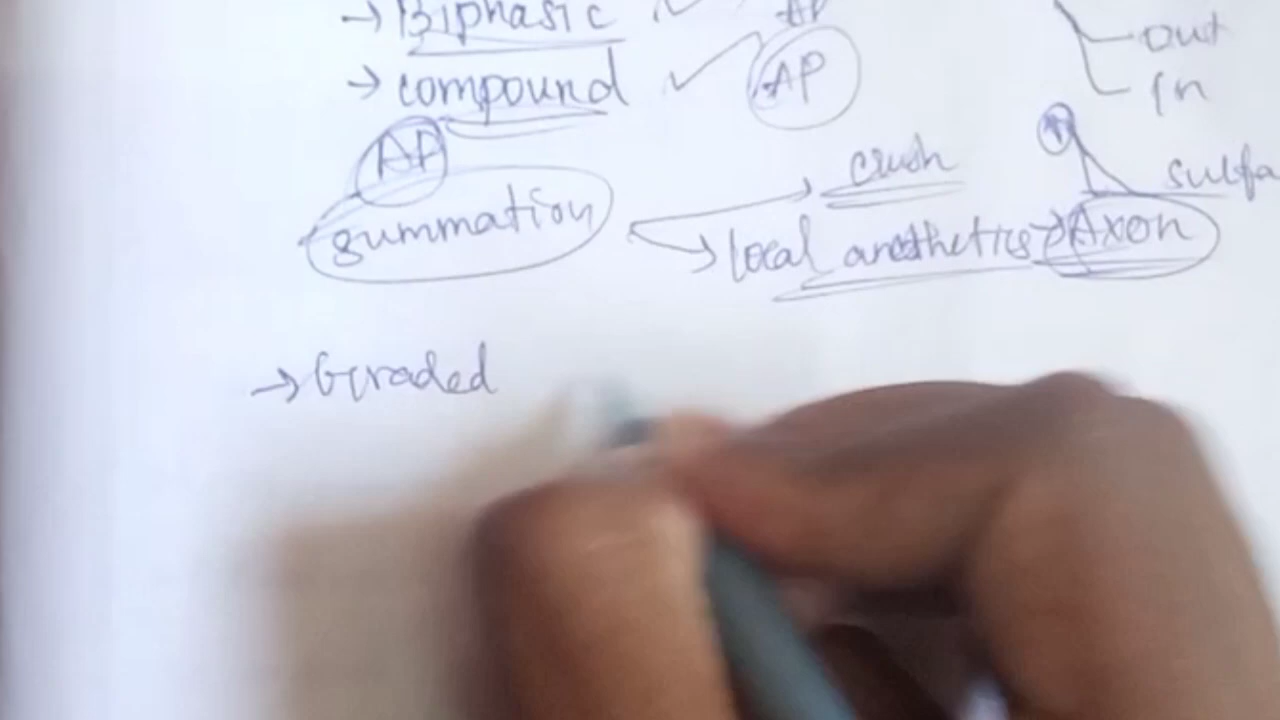 → Biphasic ✓ AP
→ compound ✓ AP
AP
summation → crush
→ local anesthetics → Axon
out
in
sulfa
→ Graded